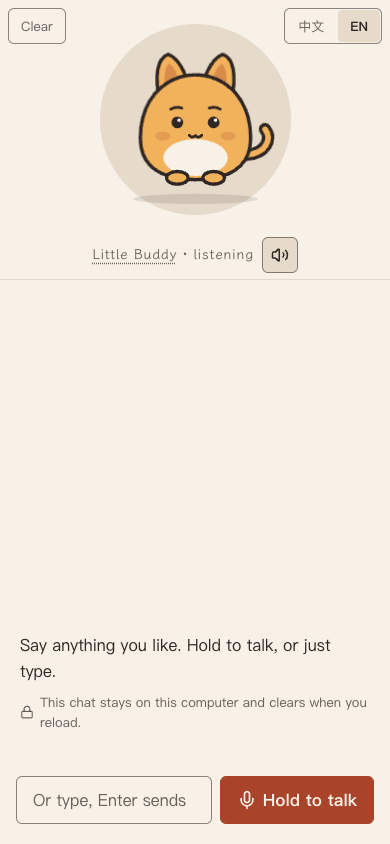 Clear
中文
EN
Little Buddy • listening
Say anything you like. Hold to talk, or just
type.
This chat stays on this computer and clears when you
reload.
Or type, Enter sends
Hold to talk